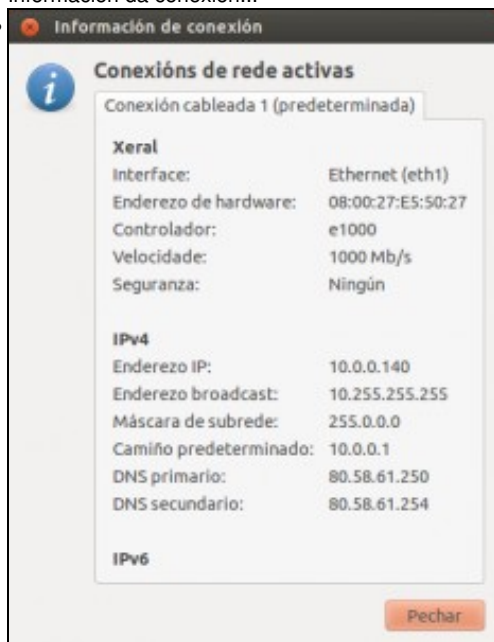 información da conexión...
Información de conexión
Conexións de rede activas
Conexión cableada 1 (predeterminada)
Xeral
Interface: Ethernet (eth1)
Enderezo de hardware: 08:00:27:E5:50:27
Controlador: e1000
Velocidade: 1000 Mb/s
Seguranza: Ningún
IPv4
Enderezo IP: 10.0.0.140
Enderezo broadcast: 10.255.255.255
Máscara de subrede: 255.0.0.0
Camiño predeterminado: 10.0.0.1
DNS primario: 80.58.61.250
DNS secundario: 80.58.61.254
IPv6
Pechar